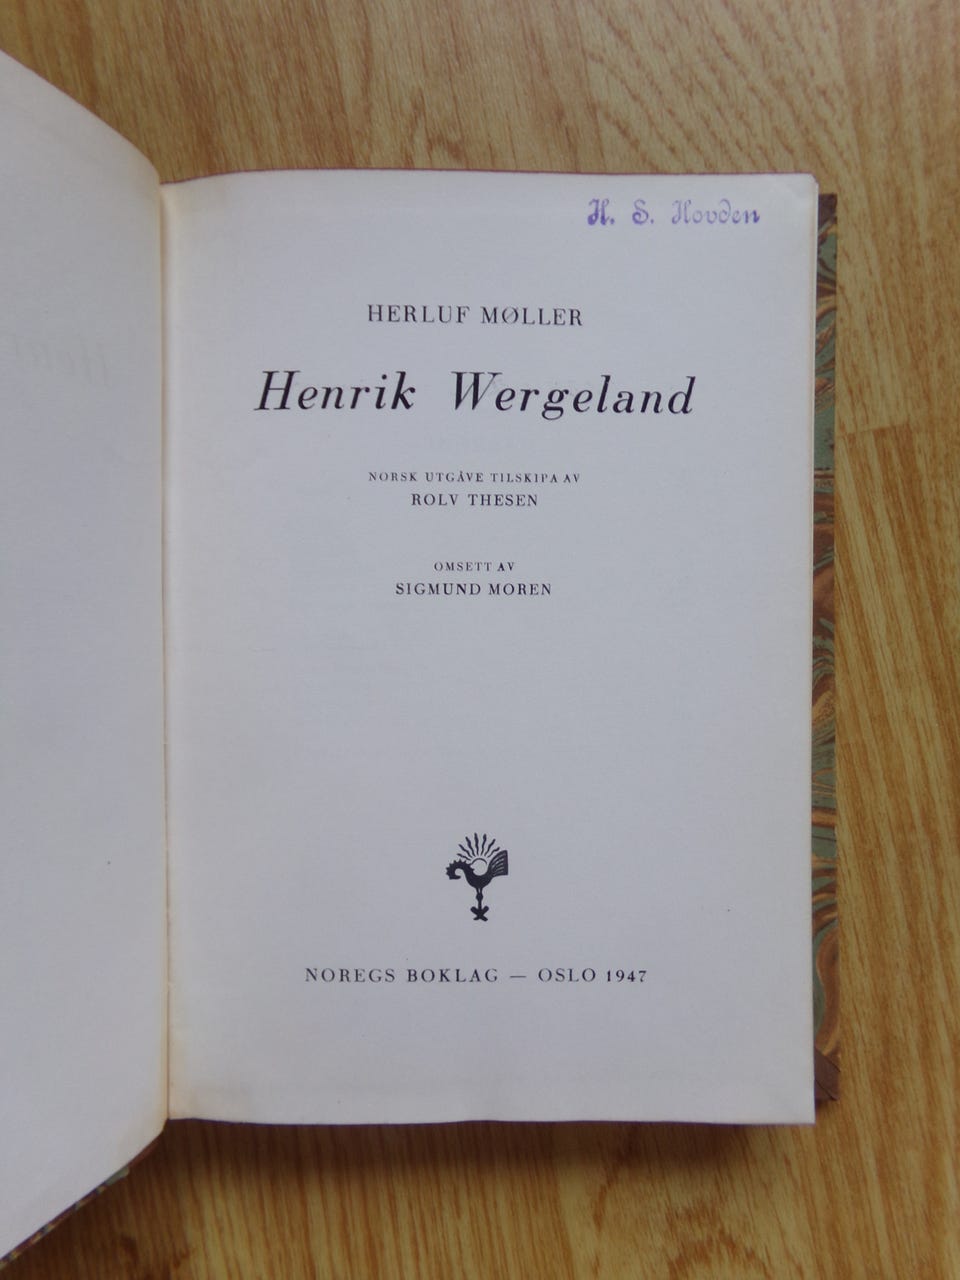 H. S. Hovden
HERLUF MØLLER
Henrik Wergeland
NORSK UTGÅVE TILSKIPA AV
ROLV THESEN
OMSETT AV
SIGMUND MOREN
NOREGS BOKLAG — OSLO 1947